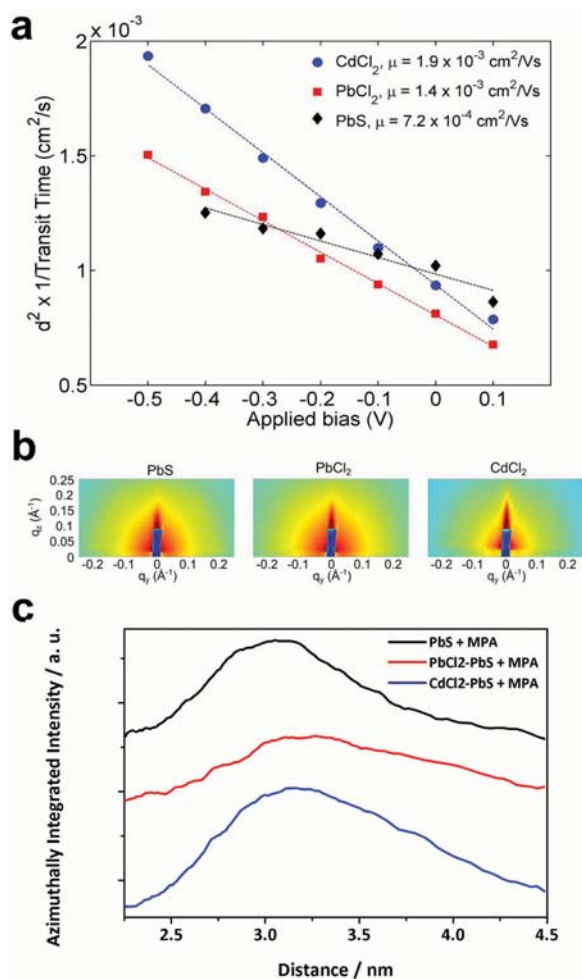 a
x 10⁻³
2
1.5
1
0.5
d² x 1/Transit Time (cm²/s)
CdCl₂, μ = 1.9 x 10⁻³ cm²/Vs
PbCl₂, μ = 1.4 x 10⁻³ cm²/Vs
PbS, μ = 7.2 x 10⁻⁴ cm²/Vs
-0.5 -0.4 -0.3 -0.2 -0.1 0 0.1
Applied bias (V)
b
PbS PbCl₂ CdCl₂
0.25
0.2
0.15
0.1
0.05
0
q_z (Å⁻¹)
-0.2 -0.1 0 0.1 0.2 -0.2 -0.1 0 0.1 0.2 -0.2 -0.1 0 0.1 0.2
q_y (Å⁻¹) q_y (Å⁻¹) q_y (Å⁻¹)
c
PbS + MPA
PbCl2-PbS + MPA
CdCl2-PbS + MPA
Azimuthally Integrated Intensity / a. u.
2.5 3.0 3.5 4.0 4.5
Distance / nm